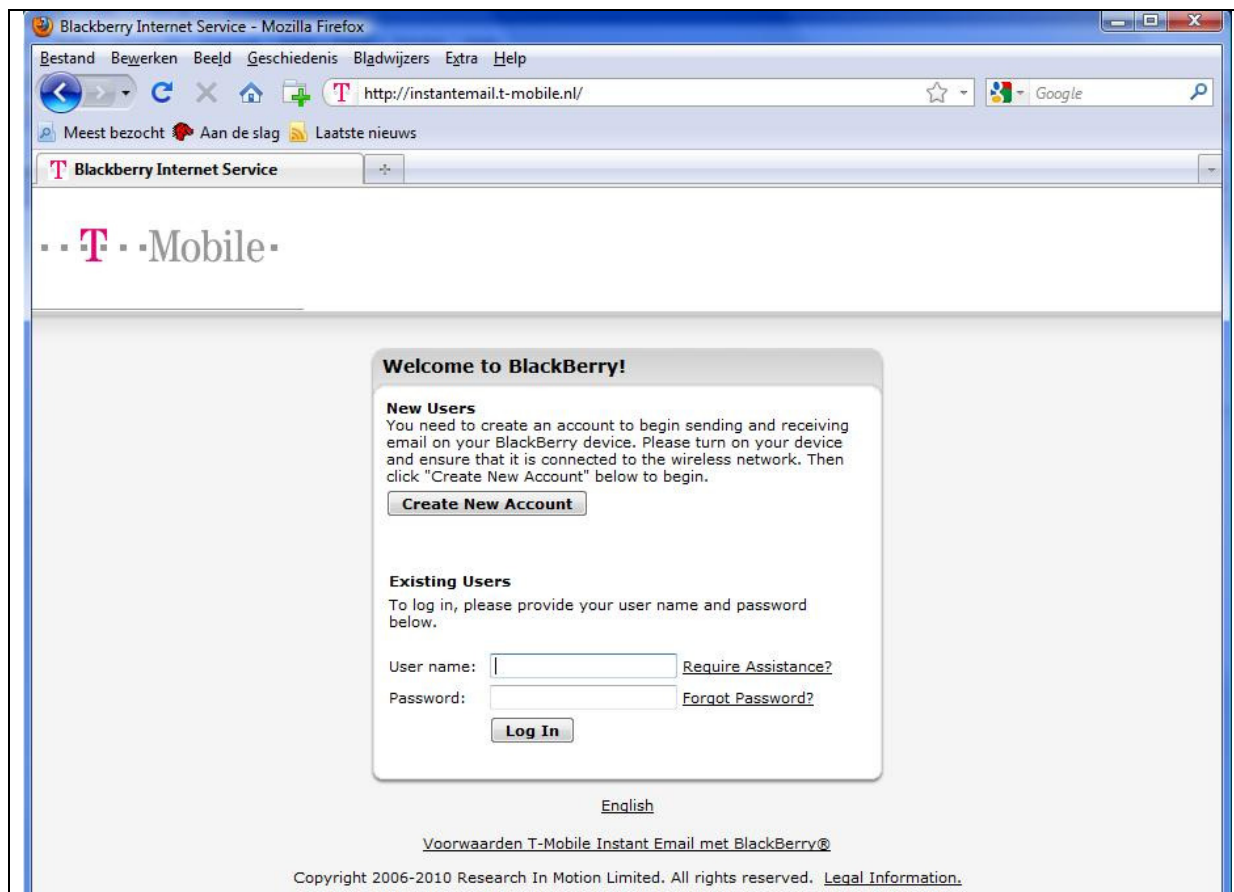 Blackberry Internet Service - Mozilla Firefox
Bestand Bewerken Beeld Geschiedenis Bladwijzers Extra Help
T http://instantemail.t-mobile.nl/ Google
Meest bezocht Aan de slag Laatste nieuws
T Blackberry Internet Service
T Mobile
Welcome to BlackBerry!
New Users
You need to create an account to begin sending and receiving
email on your BlackBerry device. Please turn on your device
and ensure that it is connected to the wireless network. Then
click "Create New Account" below to begin.
Create New Account
Existing Users
To log in, please provide your user name and password
below.
User name: Require Assistance?
Password: Forgot Password?
Log In
English
Voorwaarden T-Mobile Instant Email met BlackBerry®
Copyright 2006-2010 Research In Motion Limited. All rights reserved. Legal Information.